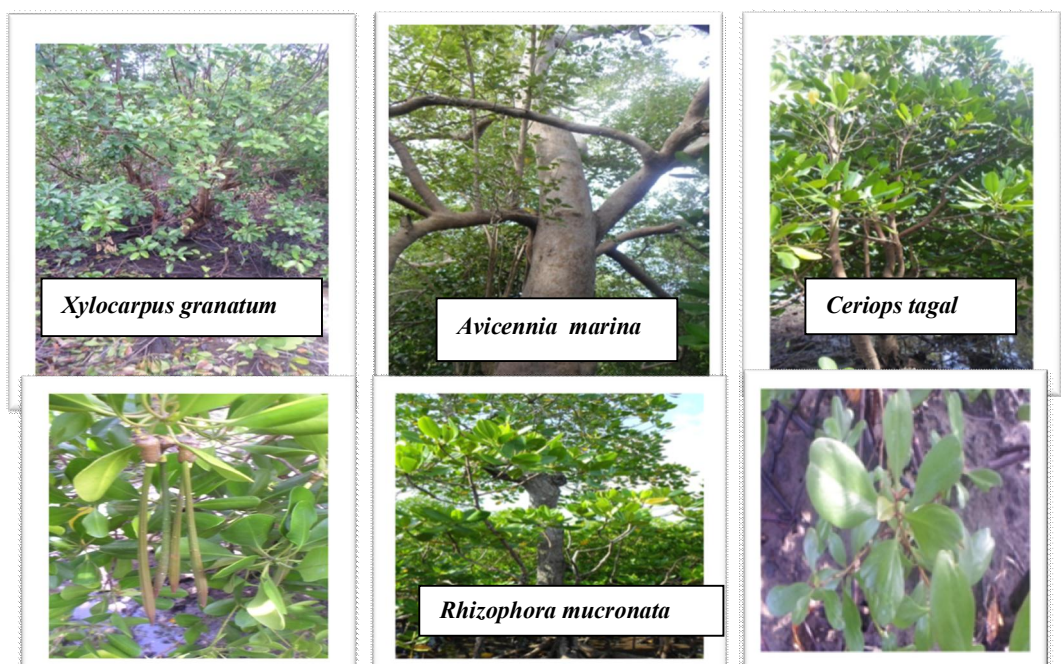 Xylocarpus granatum
Avicennia marina
Ceriops tagal
Rhizophora mucronata